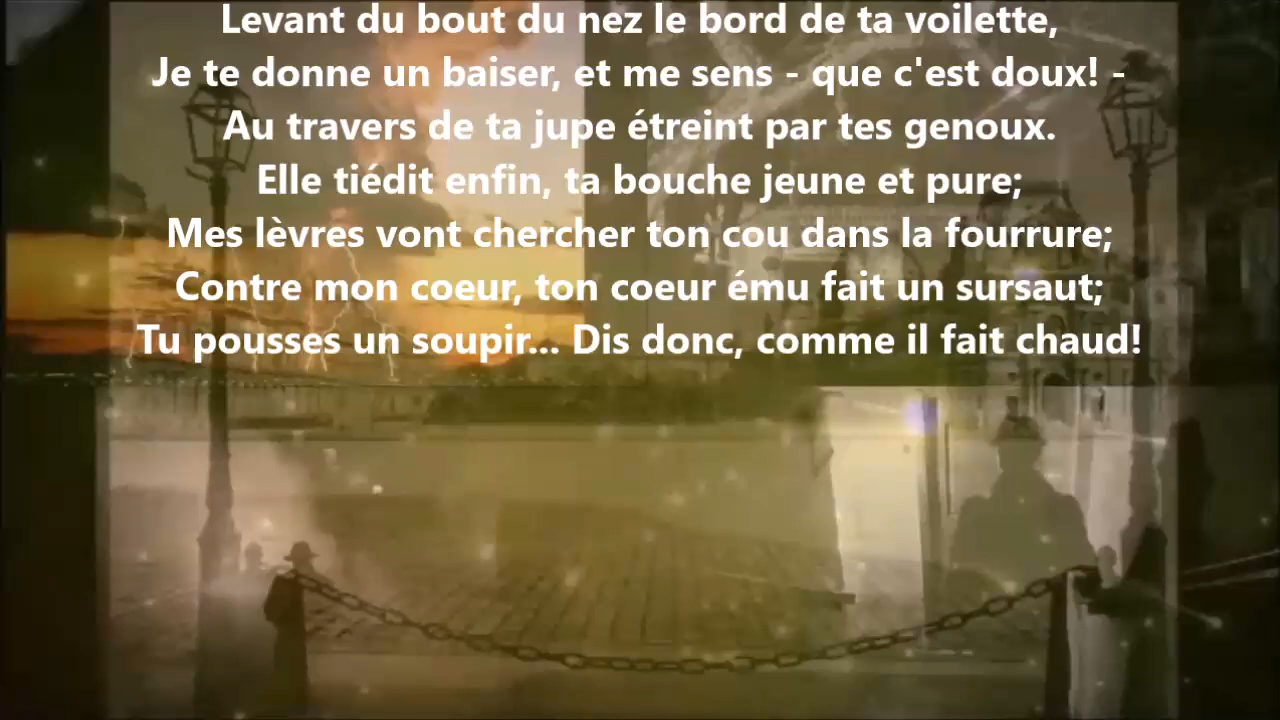 Levant du bout du nez le bord de ta voilette,
Je te donne un baiser, et me sens - que c'est doux! -
Au travers de ta jupe étreint par tes genoux.
Elle tiédit enfin, ta bouche jeune et pure;
Mes lèvres vont chercher ton cou dans la fourrure;
Contre mon coeur, ton coeur ému fait un sursaut;
Tu pousses un soupir... Dis donc, comme il fait chaud!